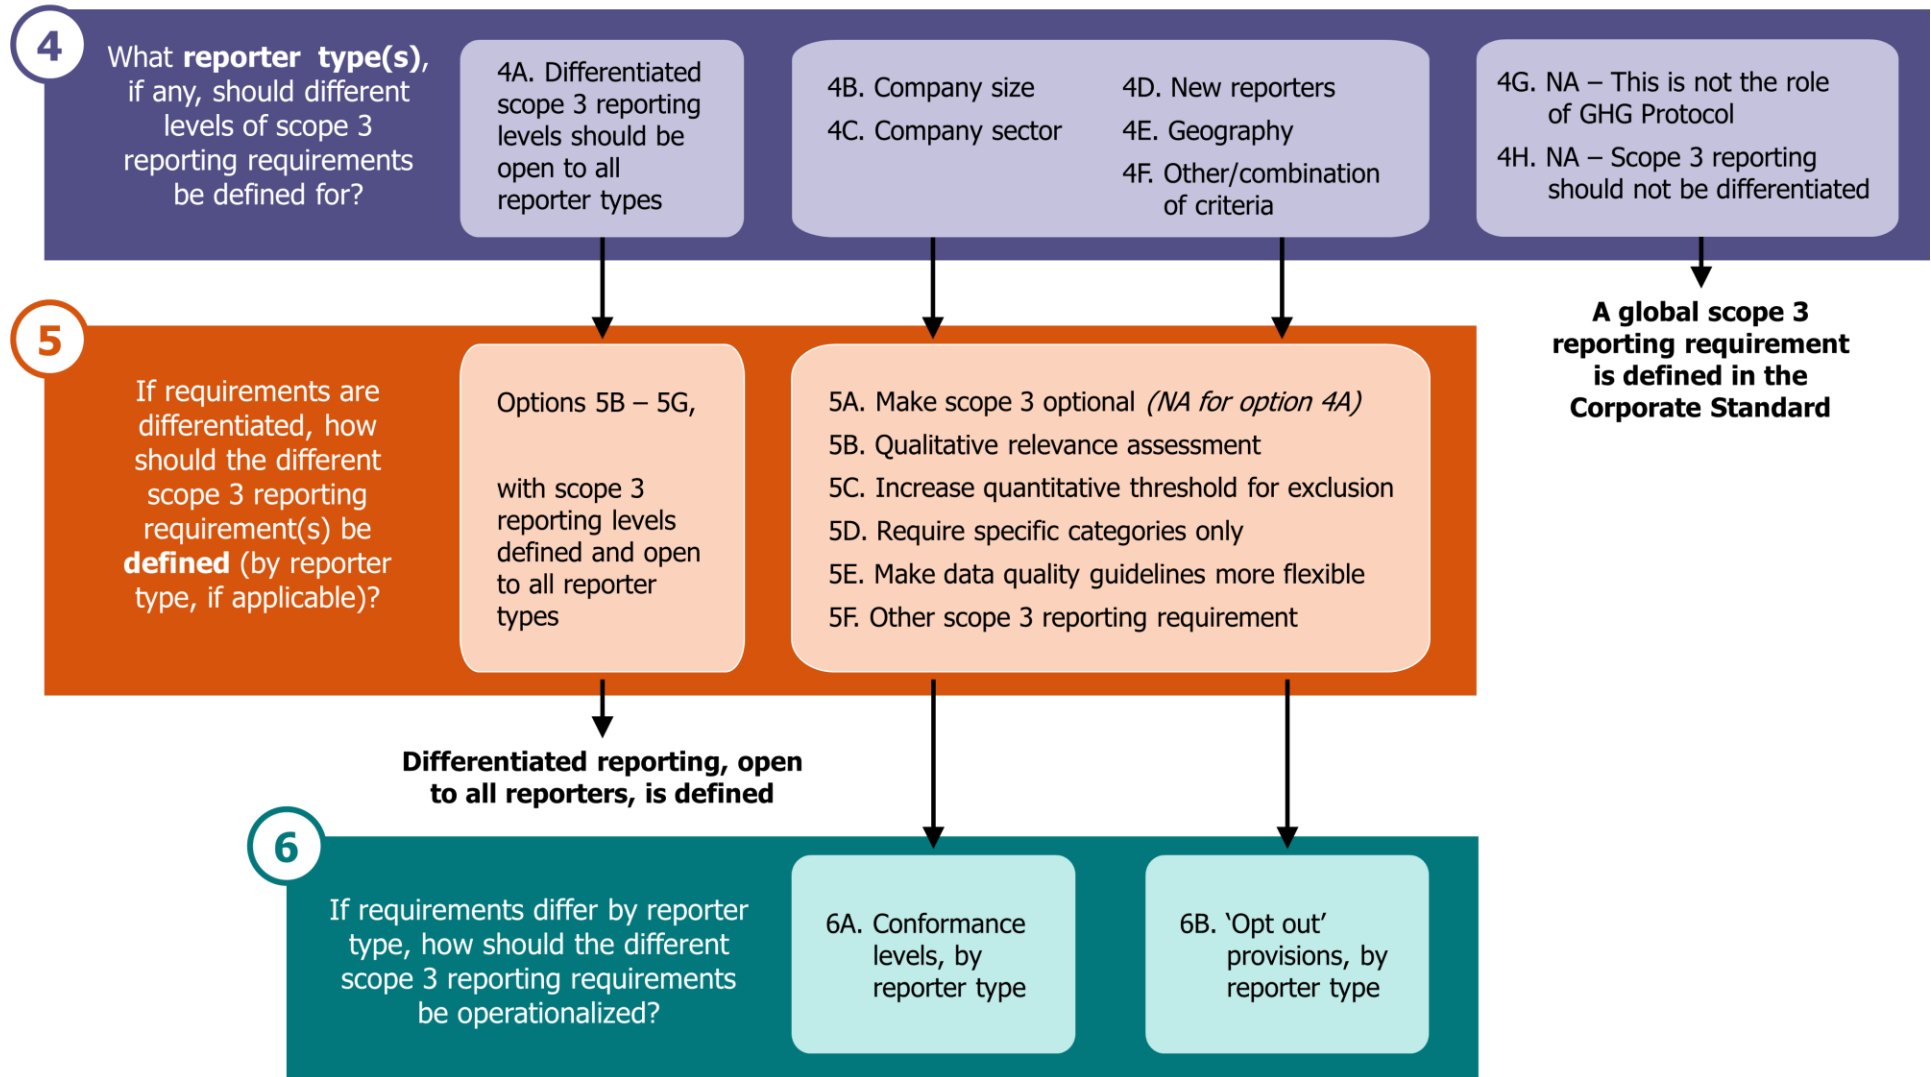 4
What reporter type(s),
if any, should different
levels of scope 3
reporting requirements
be defined for?
4A. Differentiated
scope 3 reporting
levels should be
open to all
reporter types
4B. Company size
4C. Company sector
4D. New reporters
4E. Geography
4F. Other/combination
of criteria
4G. NA – This is not the role
of GHG Protocol
4H. NA – Scope 3 reporting
should not be differentiated
A global scope 3
reporting requirement
is defined in the
Corporate Standard
5
If requirements are
differentiated, how
should the different
scope 3 reporting
requirement(s) be
defined (by reporter
type, if applicable)?
Options 5B – 5G,
with scope 3
reporting levels
defined and open
to all reporter
types
5A. Make scope 3 optional (NA for option 4A)
5B. Qualitative relevance assessment
5C. Increase quantitative threshold for exclusion
5D. Require specific categories only
5E. Make data quality guidelines more flexible
5F. Other scope 3 reporting requirement
Differentiated reporting, open
to all reporters, is defined
6
If requirements differ by reporter
type, how should the different
scope 3 reporting requirements
be operationalized?
6A. Conformance
levels, by
reporter type
6B. ‘Opt out’
provisions, by
reporter type